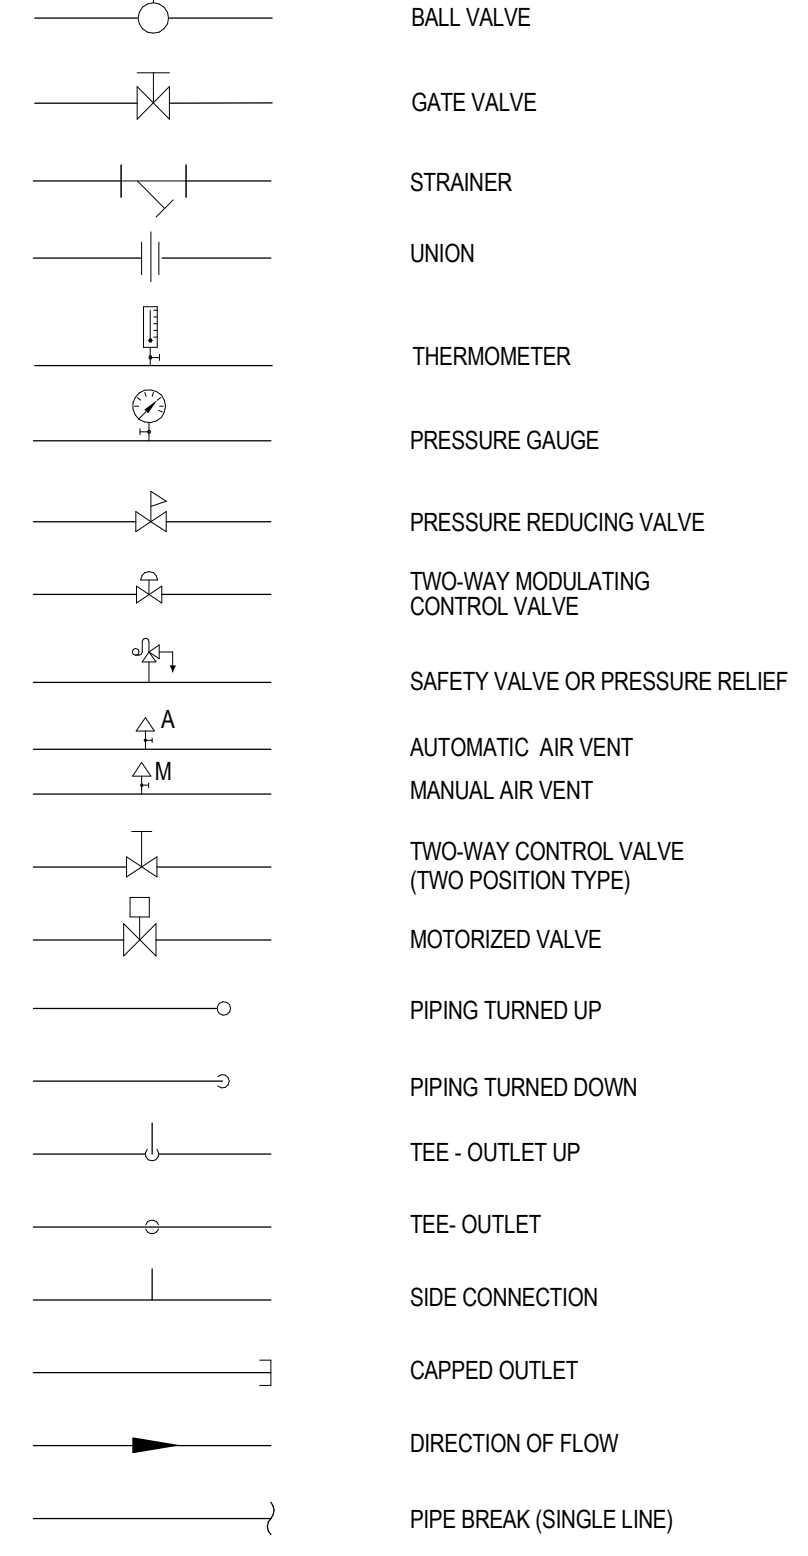 BALL VALVE
GATE VALVE
STRAINER
UNION
THERMOMETER
PRESSURE GAUGE
PRESSURE REDUCING VALVE
TWO-WAY MODULATING
CONTROL VALVE
SAFETY VALVE OR PRESSURE RELIEF
A
AUTOMATIC  AIR VENT
M
MANUAL AIR VENT
TWO-WAY CONTROL VALVE
(TWO POSITION TYPE)
MOTORIZED VALVE
PIPING TURNED UP
PIPING TURNED DOWN
TEE - OUTLET UP
TEE- OUTLET
SIDE CONNECTION
CAPPED OUTLET
DIRECTION OF FLOW
PIPE BREAK (SINGLE LINE)